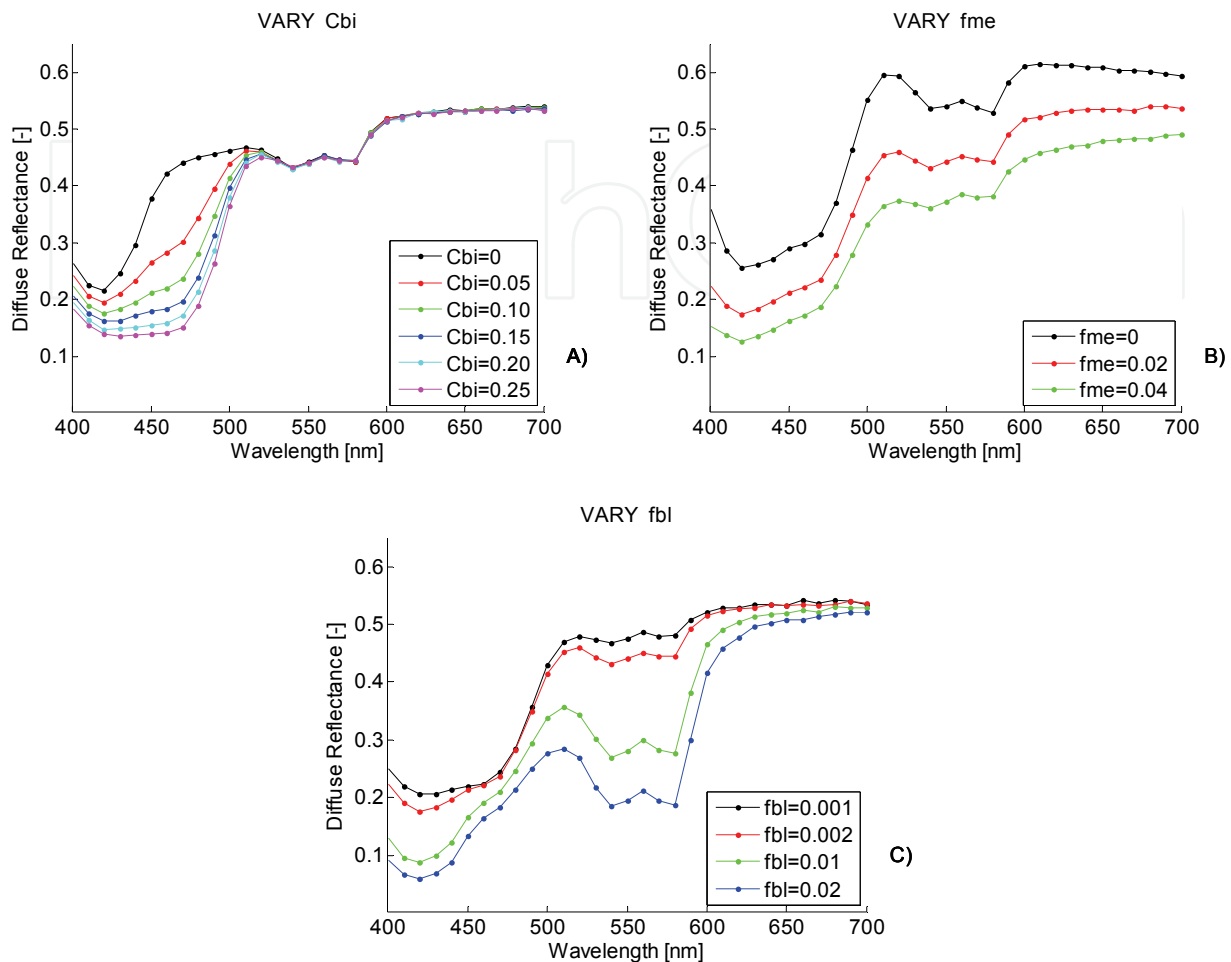 VARY Cbi
0.6
0.5
0.4
0.3
0.2
0.1
Diffuse Reflectance [-]
400 450 500 550 600 650 700
Wavelength [nm]
Cbi=0
Cbi=0.05
Cbi=0.10
Cbi=0.15
Cbi=0.20
Cbi=0.25
A)
VARY fme
0.6
0.5
0.4
0.3
0.2
0.1
Diffuse Reflectance [-]
400 450 500 550 600 650 700
Wavelength [nm]
fme=0
fme=0.02
fme=0.04
B)
VARY fbl
0.6
0.5
0.4
0.3
0.2
0.1
Diffuse Reflectance [-]
400 450 500 550 600 650 700
Wavelength [nm]
fbl=0.001
fbl=0.002
fbl=0.01
fbl=0.02
C)